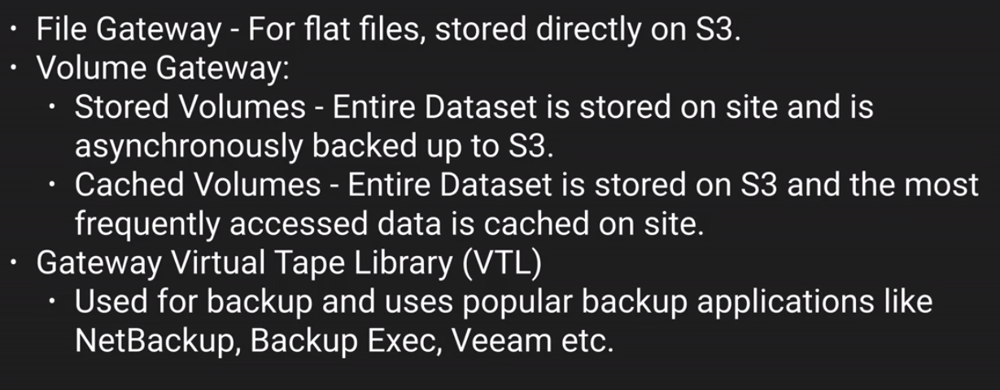 • File Gateway - For flat files, stored directly on S3.
• Volume Gateway:
• Stored Volumes - Entire Dataset is stored on site and is
asynchronously backed up to S3.
• Cached Volumes - Entire Dataset is stored on S3 and the most
frequently accessed data is cached on site.
• Gateway Virtual Tape Library (VTL)
• Used for backup and uses popular backup applications like
NetBackup, Backup Exec, Veeam etc.